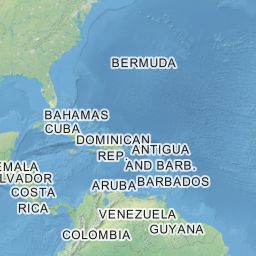 BERMUDA
BAHAMAS
CUBA
DOMINICAN
REP.
ANTIGUA
AND BARB.
EMALA
LVADOR
ARUBA
BARBADOS
COSTA
RICA
VENEZUELA
GUYANA
COLOMBIA